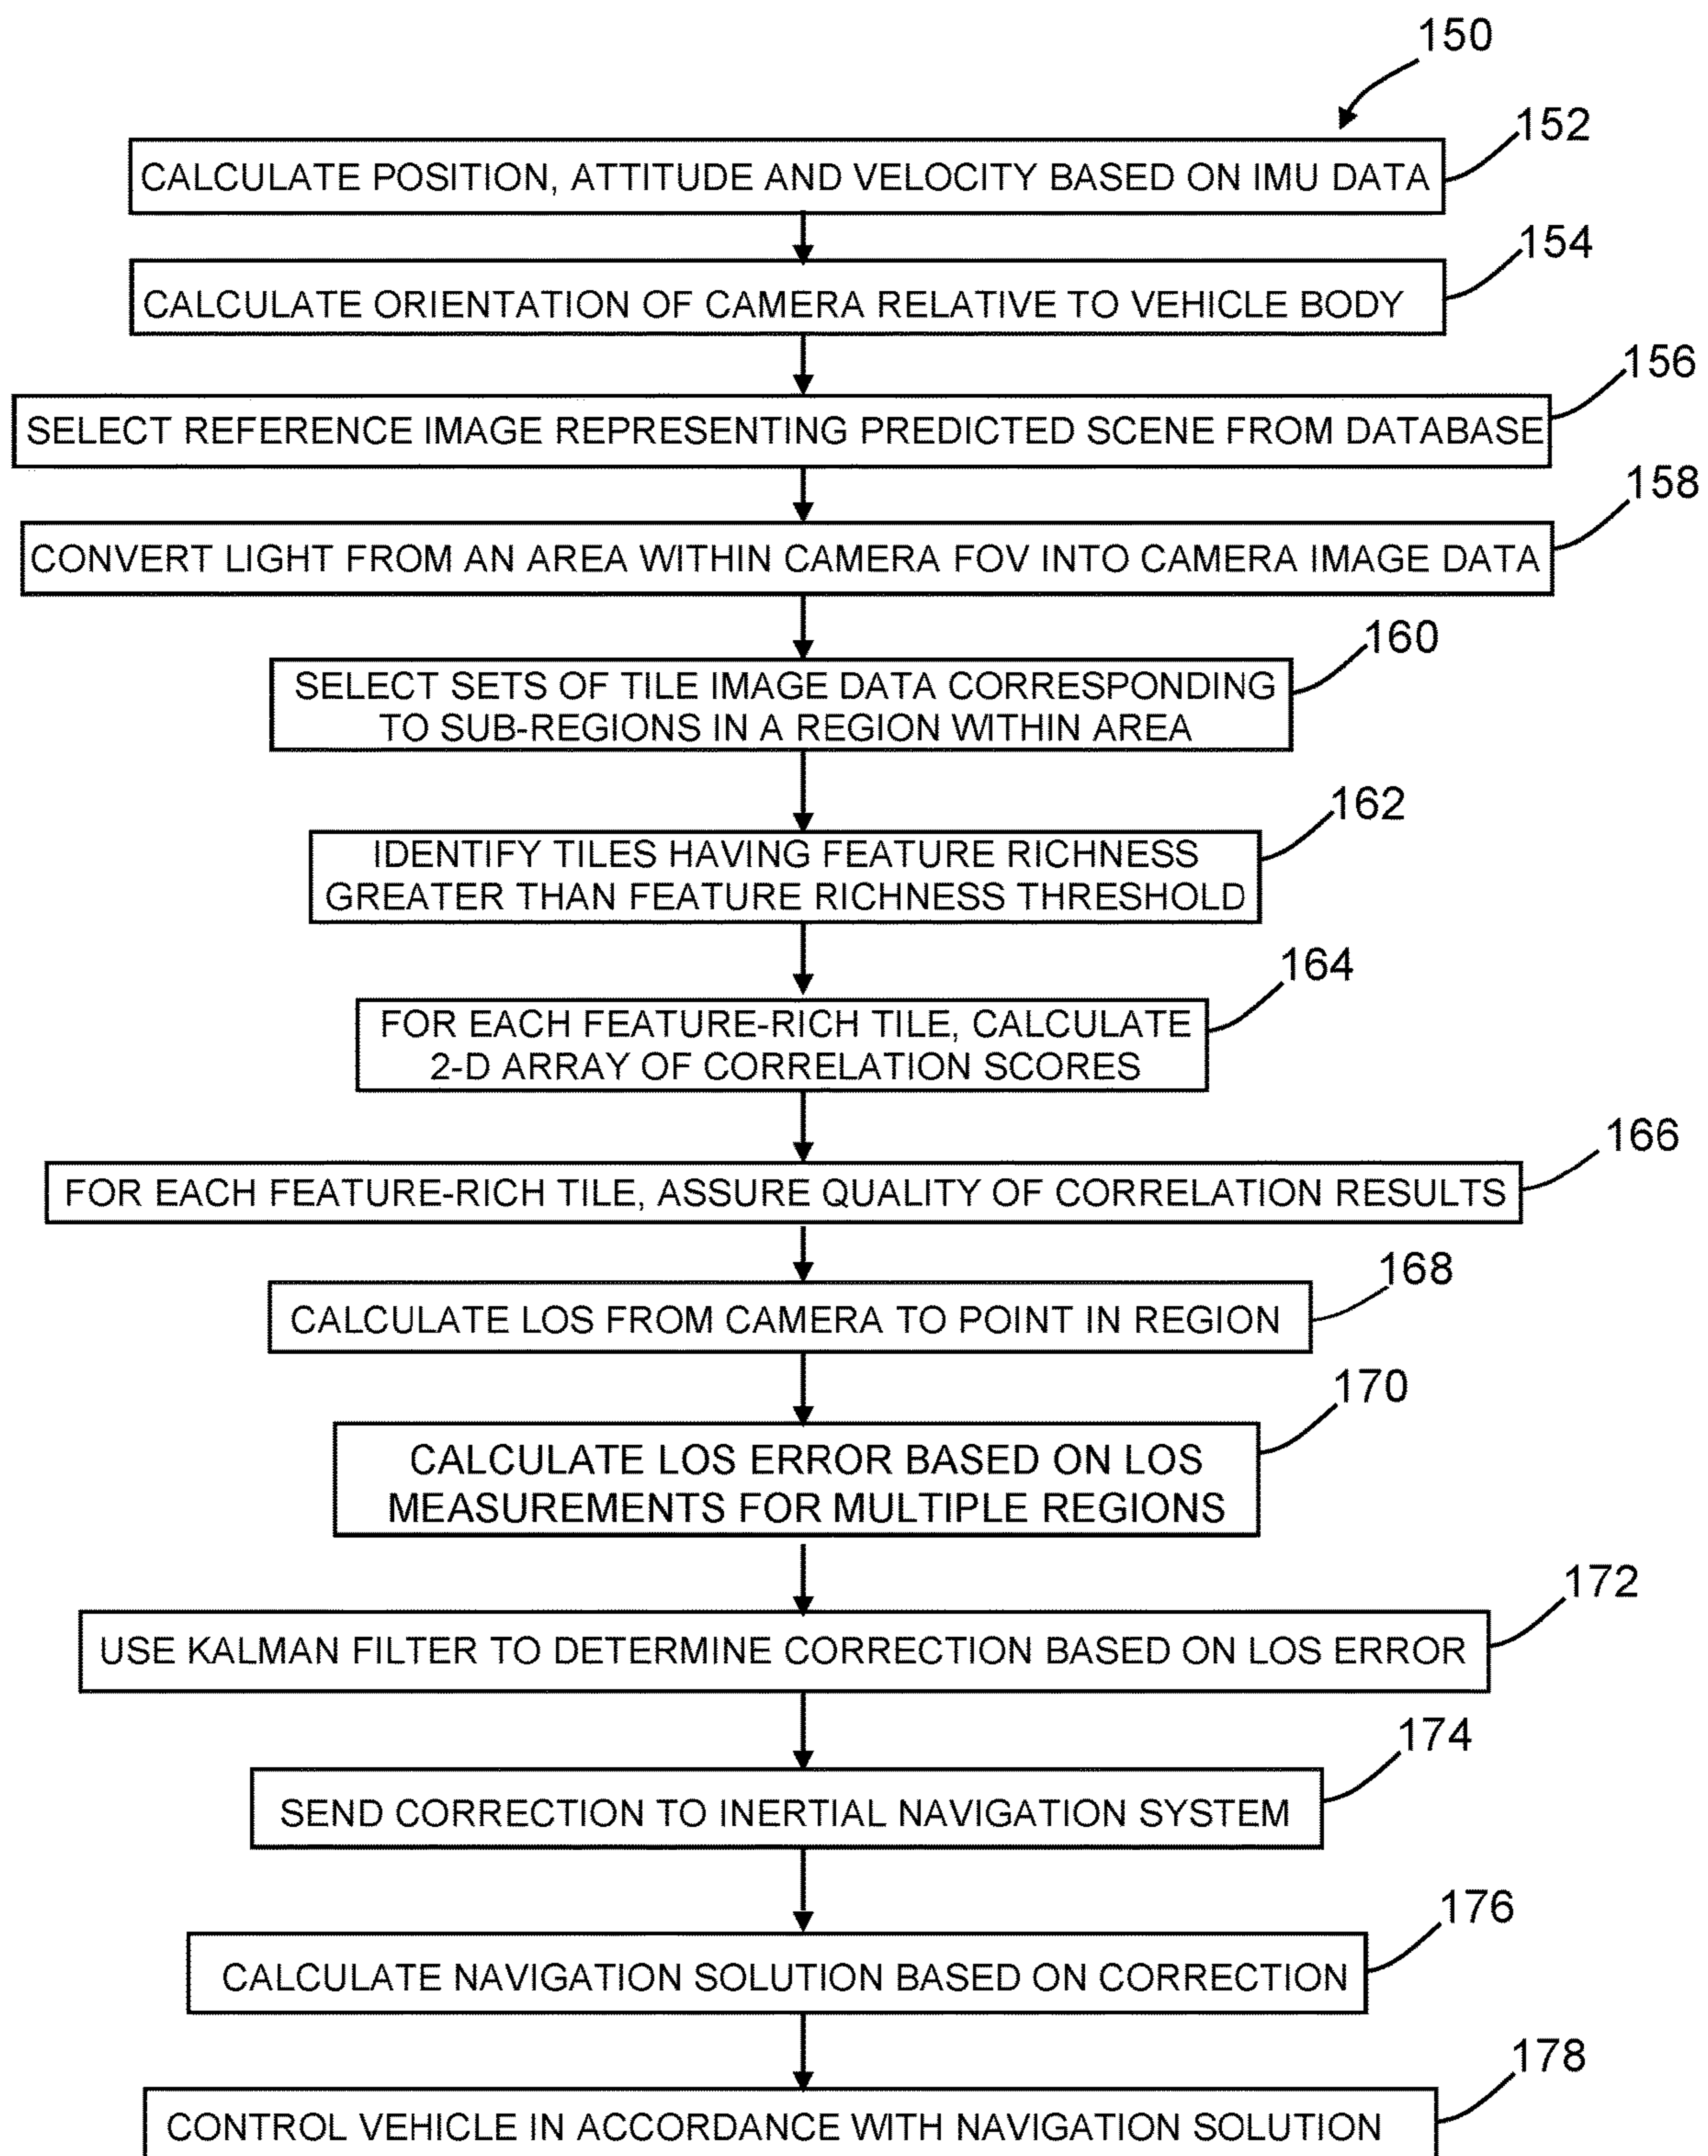 150
152
CALCULATE POSITION, ATTITUDE AND VELOCITY BASED ON IMU DATA
154
CALCULATE ORIENTATION OF CAMERA RELATIVE TO VEHICLE BODY
156
SELECT REFERENCE IMAGE REPRESENTING PREDICTED SCENE FROM DATABASE
158
CONVERT LIGHT FROM AN AREA WITHIN CAMERA FOV INTO CAMERA IMAGE DATA
160
SELECT SETS OF TILE IMAGE DATA CORRESPONDING
TO SUB-REGIONS IN A REGION WITHIN AREA
162
IDENTIFY TILES HAVING FEATURE RICHNESS
GREATER THAN FEATURE RICHNESS THRESHOLD
164
FOR EACH FEATURE-RICH TILE, CALCULATE
2-D ARRAY OF CORRELATION SCORES
166
FOR EACH FEATURE-RICH TILE, ASSURE QUALITY OF CORRELATION RESULTS
168
CALCULATE LOS FROM CAMERA TO POINT IN REGION
170
CALCULATE LOS ERROR BASED ON LOS
MEASUREMENTS FOR MULTIPLE REGIONS
172
USE KALMAN FILTER TO DETERMINE CORRECTION BASED ON LOS ERROR
174
SEND CORRECTION TO INERTIAL NAVIGATION SYSTEM
176
CALCULATE NAVIGATION SOLUTION BASED ON CORRECTION
178
CONTROL VEHICLE IN ACCORDANCE WITH NAVIGATION SOLUTION